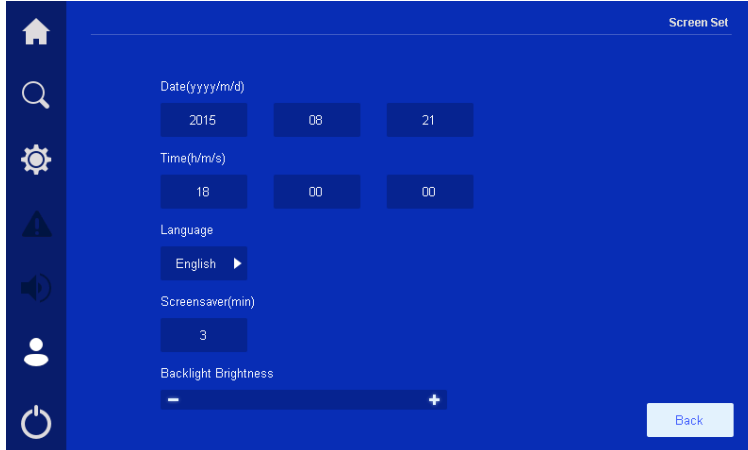 Screen Set
Date(yyyy/m/d)
2015 08 21
Time(h/m/s)
18 00 00
Language
English
Screensaver(min)
3
Backlight Brightness
Back